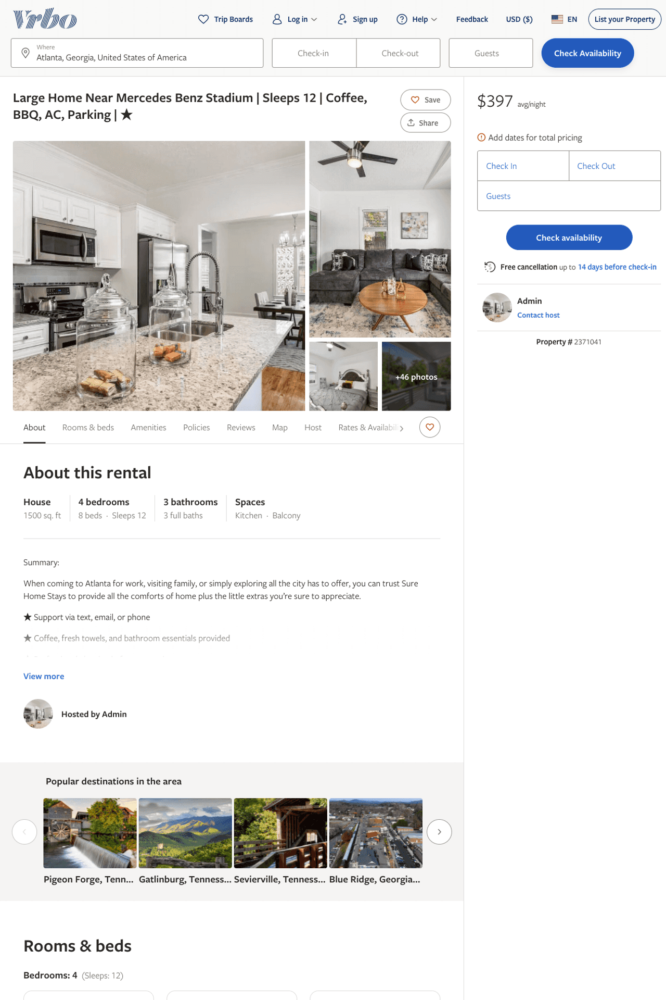 Vrbo
Trip Boards
Log in
Sign up
Help
Feedback
USD ($)
EN
List your Property
Where
Atlanta, Georgia, United States of America
Check-in
Check-out
Guests
Check Availability
Large Home Near Mercedes Benz Stadium | Sleeps 12 | Coffee,
BBQ, AC, Parking | ★
Save
Share
+46 photos
$397 avg/night
Add dates for total pricing
Check In
Check Out
Guests
Check availability
Free cancellation up to 14 days before check-in
Admin
Contact host
Property # 2371041
About
Rooms & beds
Amenities
Policies
Reviews
Map
Host
Rates & Availabili
About this rental
House
1500 sq. ft
4 bedrooms
8 beds · Sleeps 12
3 bathrooms
3 full baths
Spaces
Kitchen · Balcony
Summary:
When coming to Atlanta for work, visiting family, or simply exploring all the city has to offer, you can trust Sure
Home Stays to provide all the comforts of home plus the little extras you’re sure to appreciate.
★ Support via text, email, or phone
★ Coffee, fresh towels, and bathroom essentials provided
View more
Hosted by Admin
Popular destinations in the area
Pigeon Forge, Tenn...
Gatlinburg, Tenness...
Sevierville, Tenness...
Blue Ridge, Georgia...
Rooms & beds
Bedrooms: 4 (Sleeps: 12)